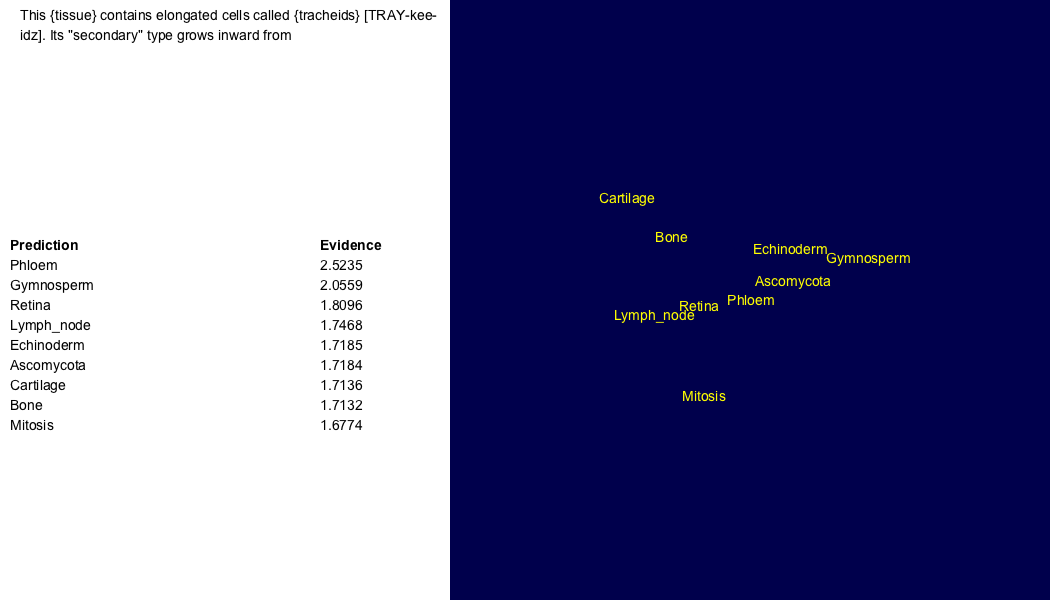 This {tissue} contains elongated cells called {tracheids} [TRAY-kee-
idz]. Its "secondary" type grows inward from
Prediction Evidence
Phloem 2.5235
Gymnosperm 2.0559
Retina 1.8096
Lymph_node 1.7468
Echinoderm 1.7185
Ascomycota 1.7184
Cartilage 1.7136
Bone 1.7132
Mitosis 1.6774
Cartilage
Bone
Echinoderm
Gymnosperm
Ascomycota
Phloem
Retina
Lymph_node
Mitosis